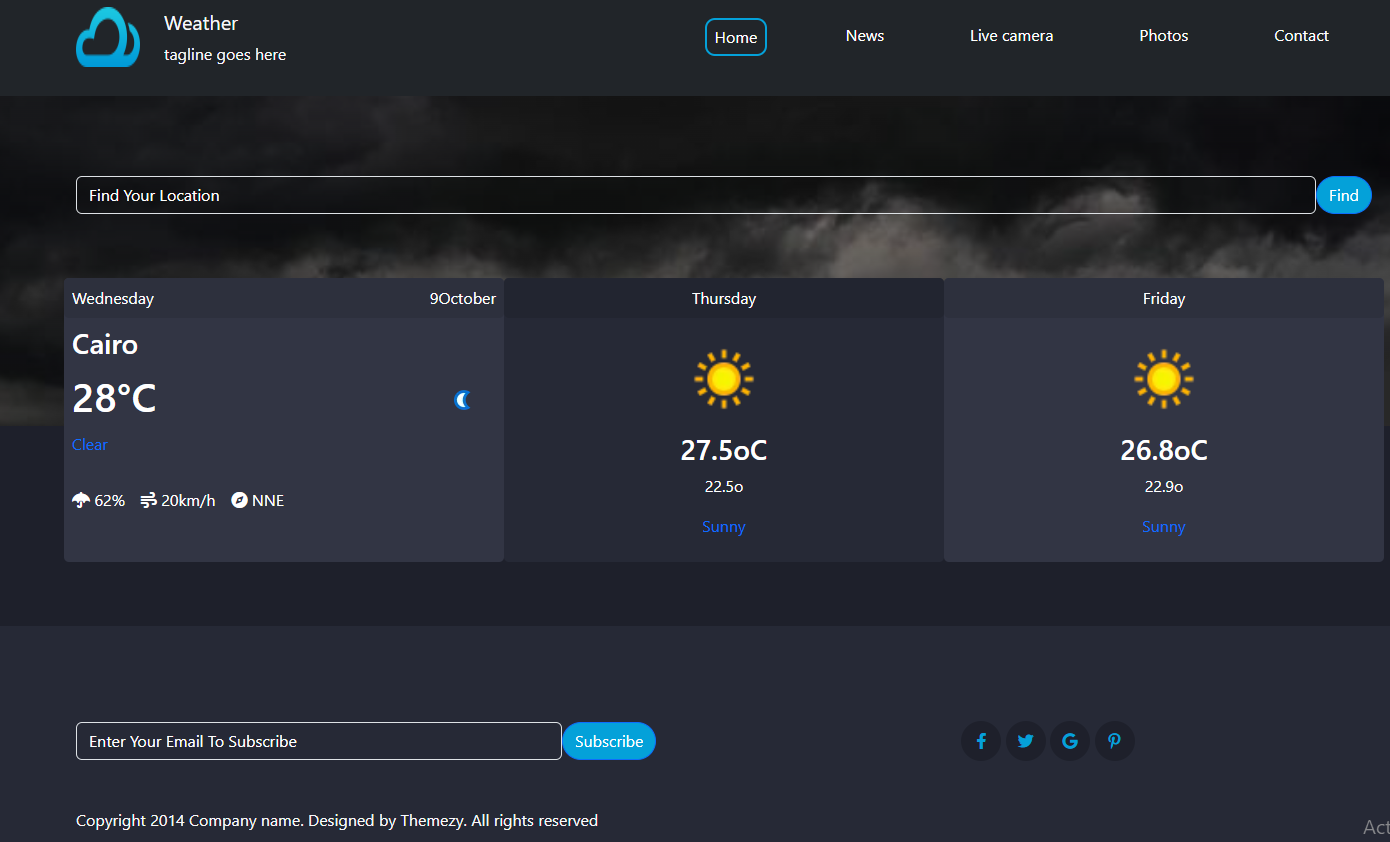 Weather
tagline goes here
Home
News
Live camera
Photos
Contact
Find Your Location
Find
Wednesday
9October
Cairo
28°C
Clear
62%
20km/h
NNE
Thursday
27.5oC
22.5o
Sunny
Friday
26.8oC
22.9o
Sunny
Enter Your Email To Subscribe
Subscribe
Copyright 2014 Company name. Designed by Themezy. All rights reserved
Act